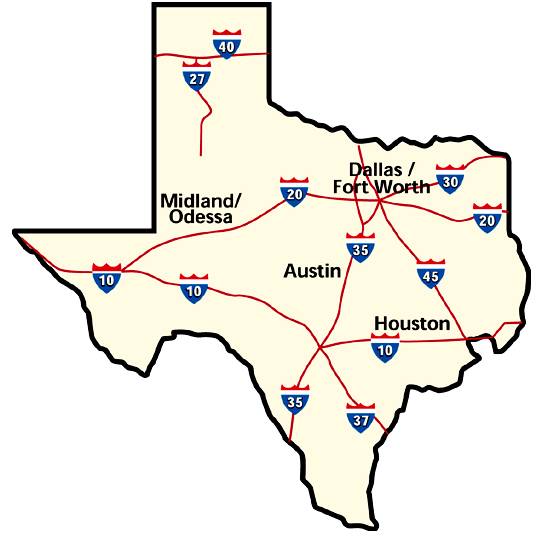 40
27
Dallas /
Fort Worth
30
20
Midland/
Odessa
20
35
Austin
45
10
10
Houston
10
35
37